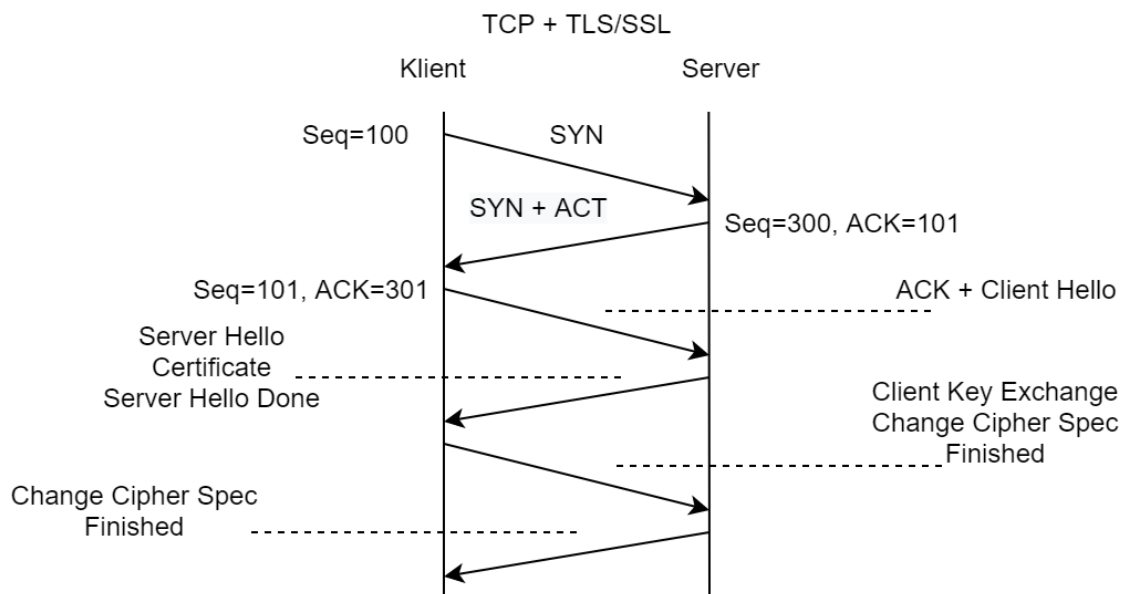 TCP + TLS/SSL
Klient
Server
Seq=100
SYN
SYN + ACT
Seq=300, ACK=101
Seq=101, ACK=301
ACK + Client Hello
Server Hello
Certificate
Server Hello Done
Client Key Exchange
Change Cipher Spec
Finished
Change Cipher Spec
Finished